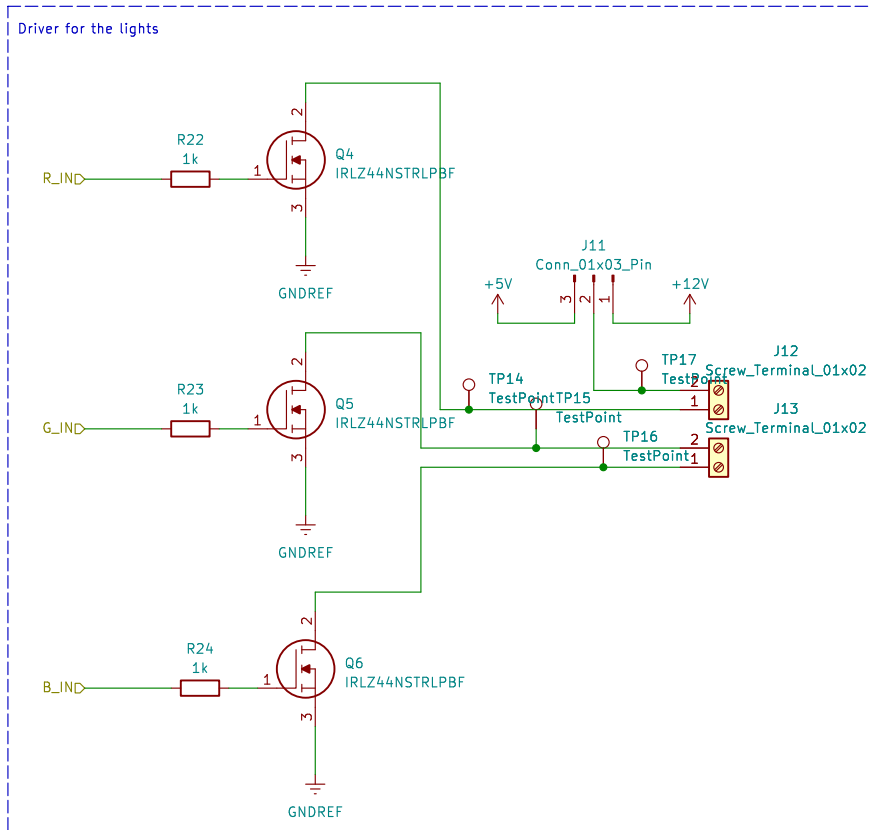 Driver for the lights
R22
1k
R_IN
1
2
3
Q4
IRLZ44NSTRLPBF
GNDREF
J11
Conn_01x03_Pin
+5V
3
2
1
+12V
R23
1k
G_IN
1
2
3
Q5
IRLZ44NSTRLPBF
GNDREF
TP14
TestPoint
TP15
TestPoint
TP17
TestPoint
TP16
TestPoint
J12
Screw_Terminal_01x02
2
1
J13
Screw_Terminal_01x02
2
1
R24
1k
B_IN
1
2
3
Q6
IRLZ44NSTRLPBF
GNDREF